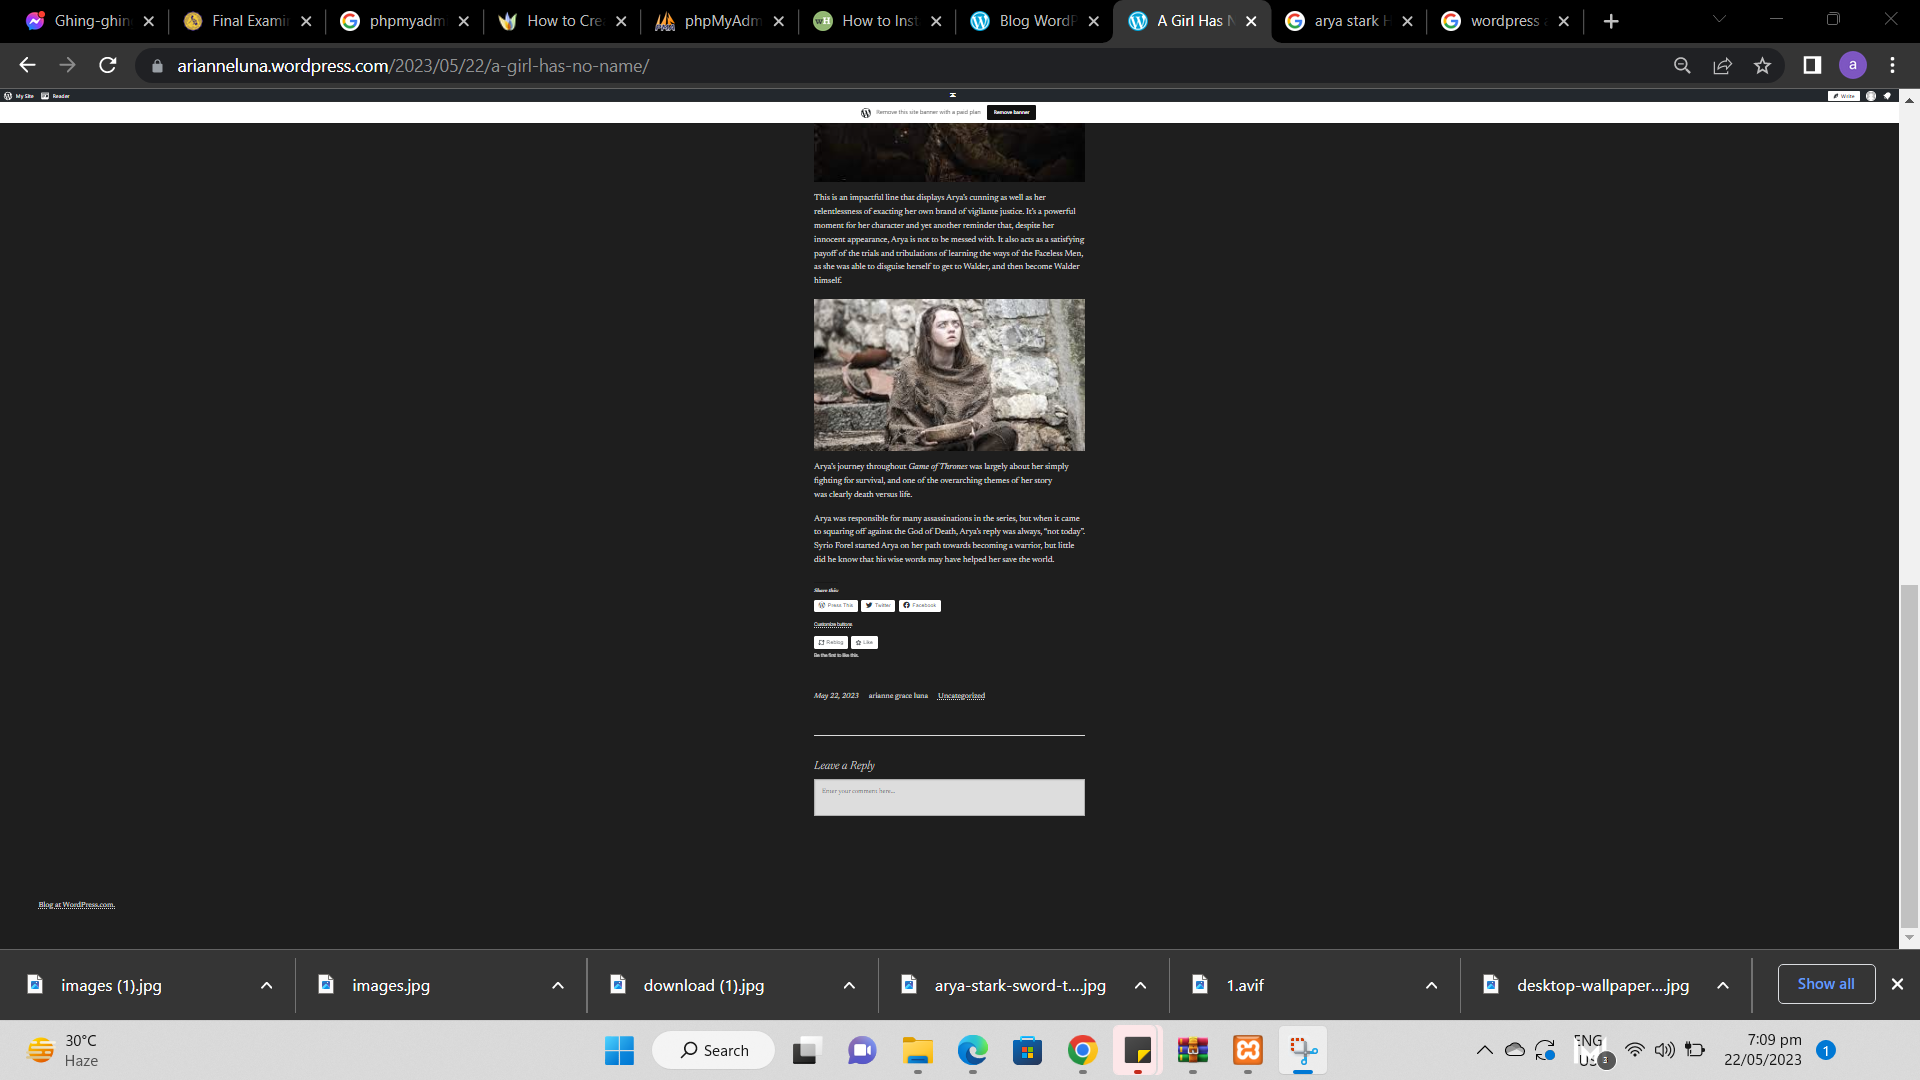 Ghing-ghin
Final Exami
phpmyadm
How to Cre
phpMyAdm
How to Inst
Blog WordP
A Girl Has N
arya stark H
wordpress a
arianneluna.wordpress.com/2023/05/22/a-girl-has-no-name/
a
My Site
Reader
Write
Remove this site banner with a paid plan
Remove banner
This is an impactful line that displays Arya's cunning as well as her
relentlessness of exacting her own brand of vigilante justice. It's a powerful
moment for her character and yet another reminder that, despite her
innocent appearance, Arya is not to be messed with. It also acts as a satisfying
payoff of the trials and tribulations of learning the ways of the Faceless Men,
as she was able to disguise herself to get to Walder, and then become Walder
himself.
Arya's journey throughout Game of Thrones was largely about her simply
fighting for survival, and one of the overarching themes of her story
was clearly death versus life.
Arya was responsible for many assassinations in the series, but when it came
to squaring off against the God of Death, Arya's reply was always, “not today”.
Syrio Forel started Arya on her path towards becoming a warrior, but little
did he know that his wise words may have helped her save the world.
Share this:
Press This
Twitter
Facebook
Customize buttons
Reblog
Like
Be the first to like this.
May 22, 2023
arianne grace luna
Uncategorized
Leave a Reply
Enter your comment here...
Blog at WordPress.com.
images (1).jpg
images.jpg
download (1).jpg
arya-stark-sword-t....jpg
1.avif
desktop-wallpaper....jpg
Show all
30°C
Haze
Search
ENG
US
3
7:09 pm
22/05/2023
1